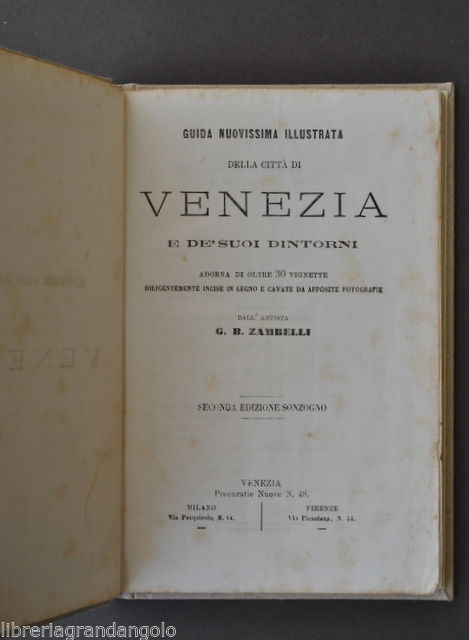 GUIDA NUOVISSIMA ILLUSTRATA
DELLA CITTÀ DI
VENEZIA
E DE' SUOI DINTORNI
ADORNA DI OLTRE 30 VIGNETTE
DILIGENTEMENTE INCISE IN LEGNO E CAVATE DA APPOSITE FOTOGRAFIE
DALL' ARTISTA
G. B. ZAMBELLI
SECONDA EDIZIONE SONZOGNO
VENEZIA
Procuratie Nuove N. 48.
MILANO
Via Pasquirolo, N. 14.
FIRENZE
Via Fiesolana, N. 54.
libreriagrandangolo